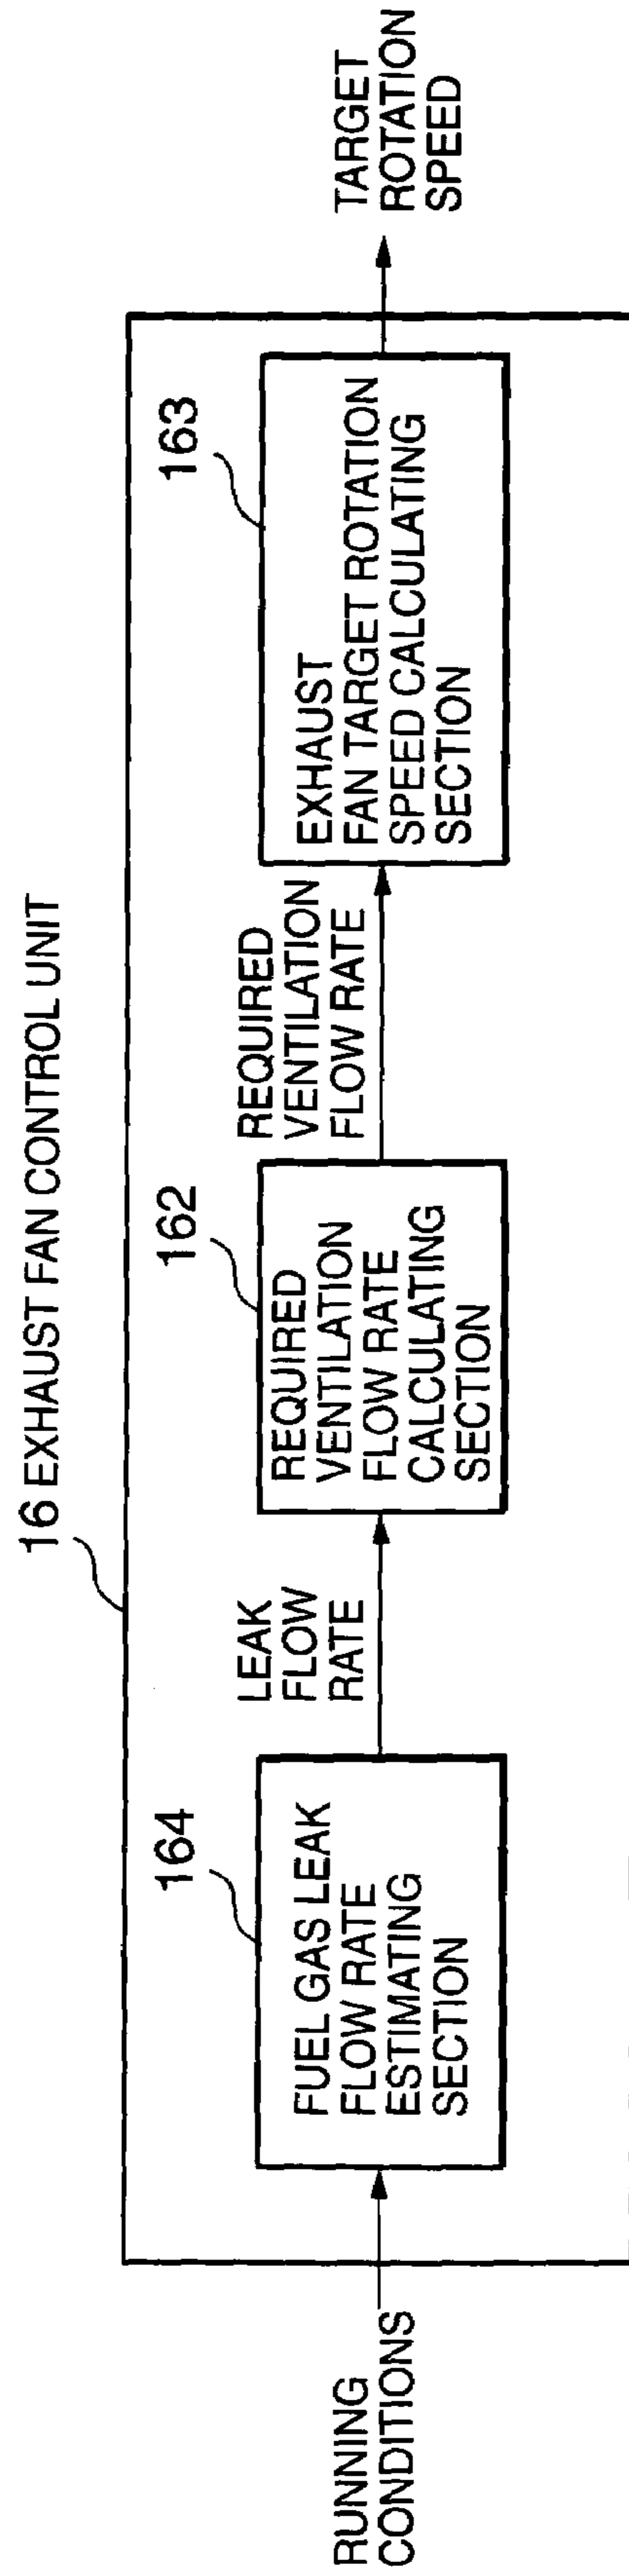 16 EXHAUST FAN CONTROL UNIT
RUNNING
CONDITIONS
164
FUEL GAS LEAK
FLOW RATE
ESTIMATING
SECTION
LEAK
FLOW
RATE
162
REQUIRED
VENTILATION
FLOW RATE
CALCULATING
SECTION
REQUIRED
VENTILATION
FLOW RATE
163
EXHAUST
FAN TARGET ROTATION
SPEED CALCULATING
SECTION
TARGET
ROTATION
SPEED